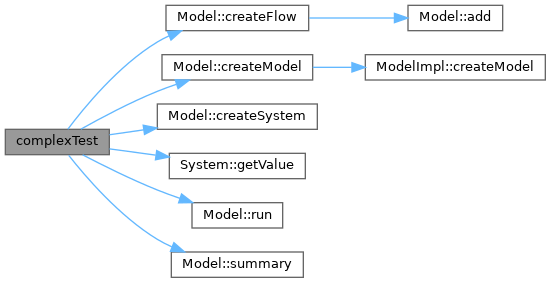 Model::createFlow
Model::add
Model::createModel
ModelImpl::createModel
Model::createSystem
complexTest
System::getValue
Model::run
Model::summary